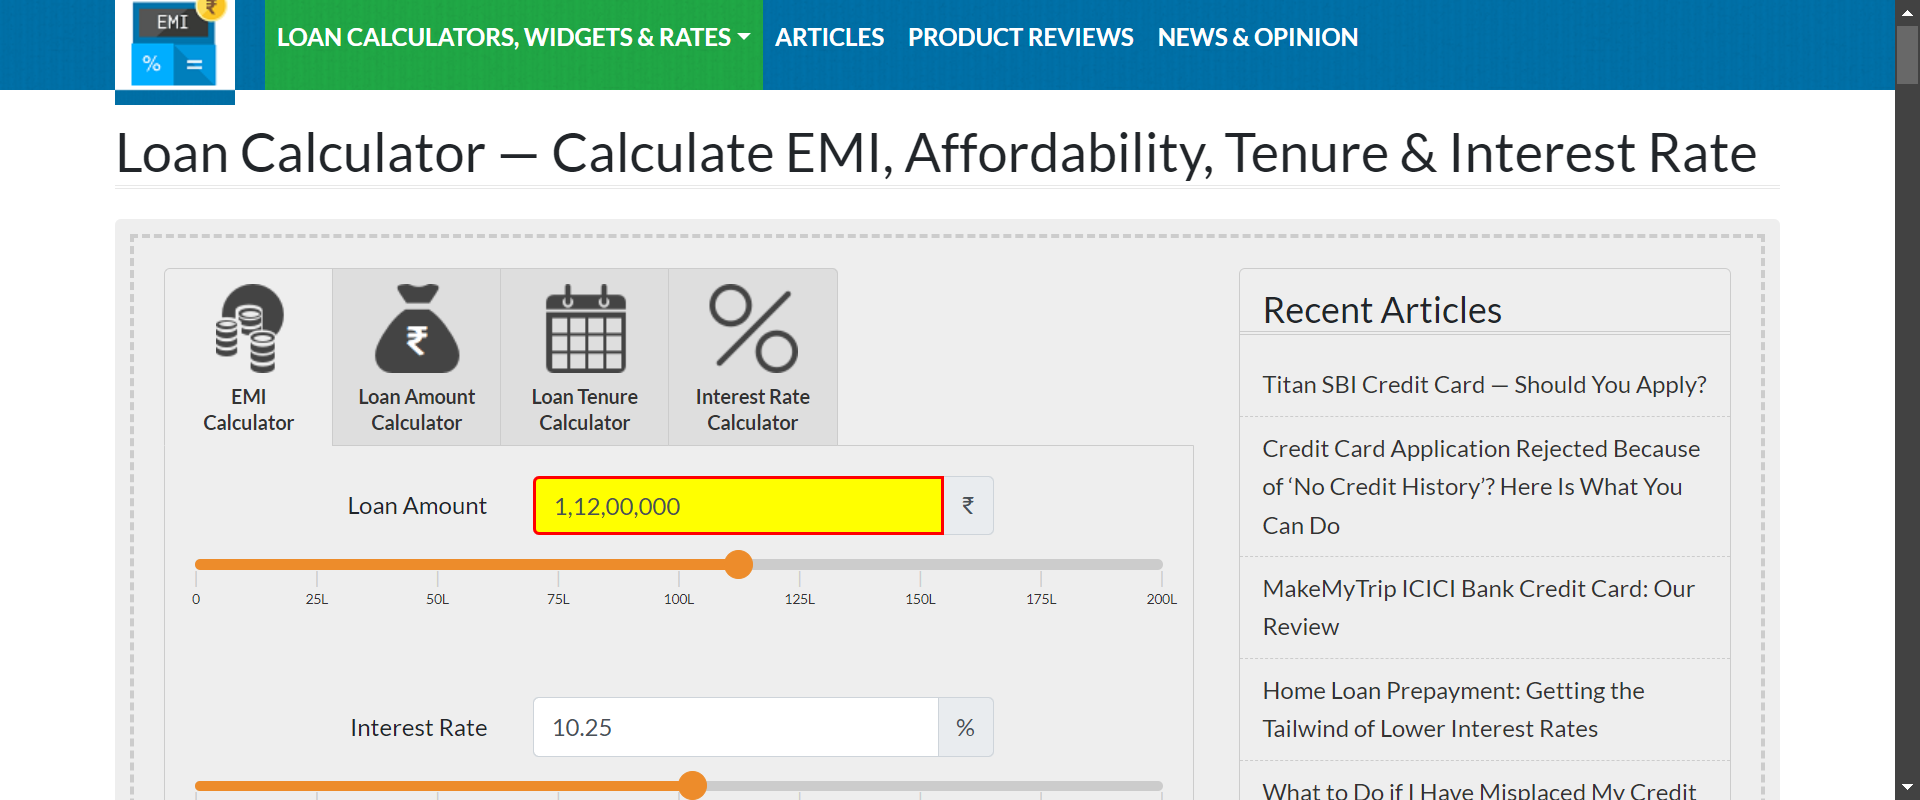 EMI
₹
%
=
LOAN CALCULATORS, WIDGETS & RATES
ARTICLES
PRODUCT REVIEWS
NEWS & OPINION
Loan Calculator — Calculate EMI, Affordability, Tenure & Interest Rate
EMI
Calculator
₹
Loan Amount
Calculator
Loan Tenure
Calculator
Interest Rate
Calculator
Loan Amount
1,12,00,000
₹
0
25L
50L
75L
100L
125L
150L
175L
200L
Interest Rate
10.25
%
Recent Articles
Titan SBI Credit Card — Should You Apply?
Credit Card Application Rejected Because
of ‘No Credit History’? Here Is What You
Can Do
MakeMyTrip ICICI Bank Credit Card: Our
Review
Home Loan Prepayment: Getting the
Tailwind of Lower Interest Rates
What to Do if I Have Misplaced My Credit